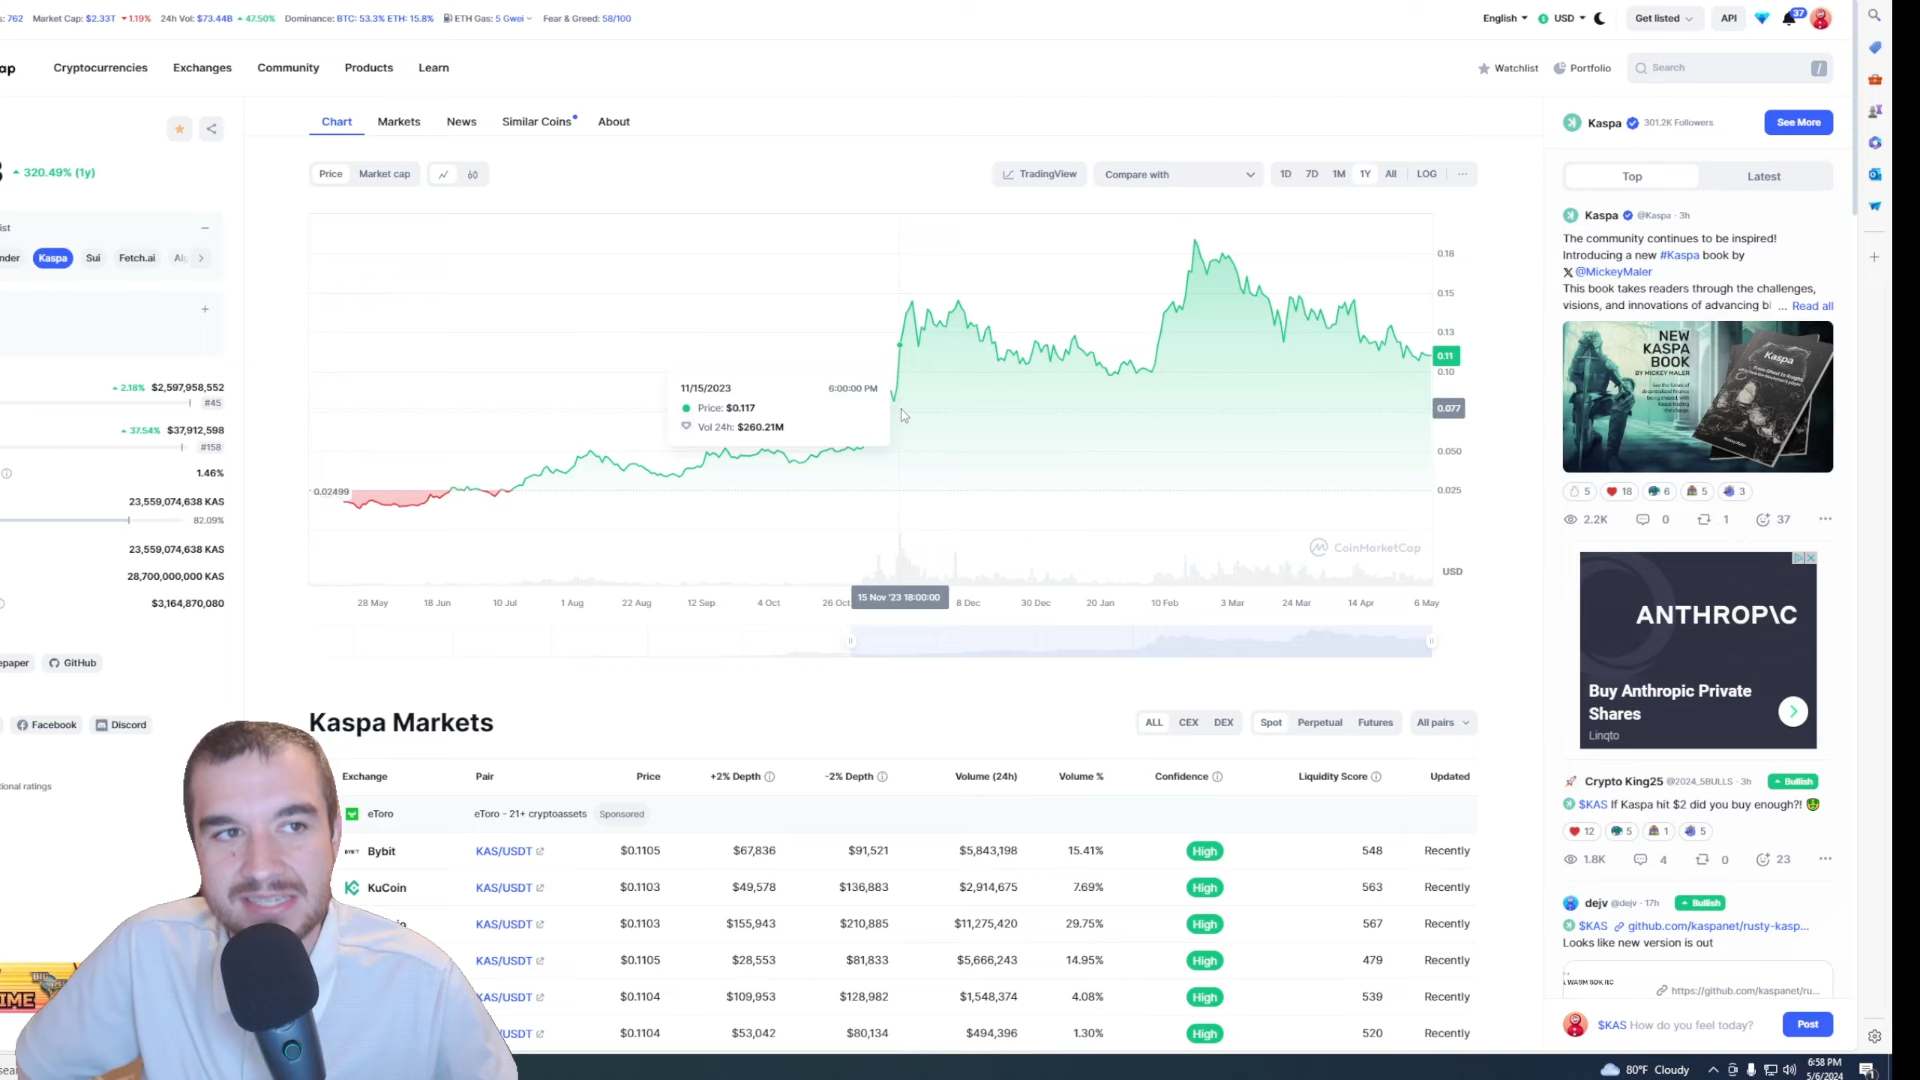 : 762 Market Cap: $2.33T 1.19% 24h Vol: $73.44B 47.50% Dominance: BTC: 53.3% ETH: 15.8% ETH Gas: 5 Gwei Fear & Greed: 58/100
English USD Get listed API 37
ap Cryptocurrencies Exchanges Community Products Learn
Watchlist Portfolio Search /
320.49% (1y)
ist
nder Kaspa Sui Fetch.ai Alg
2.18% $2,597,958,552
#45
37.54% $37,912,598
#158
1.46%
23,559,074,638 KAS
82.09%
23,559,074,638 KAS
28,700,000,000 KAS
$3,164,870,080
epaper GitHub
Facebook Discord
ional ratings
Chart Markets News Similar Coins About
Price Market cap
TradingView Compare with 1D 7D 1M 1Y All LOG ...
0.18
0.15
0.13
0.11
0.10
0.077
0.050
0.025
0.02499
11/15/2023 6:00:00 PM
Price: $0.117
Vol 24h: $260.21M
CoinMarketCap
USD
28 May 18 Jun 10 Jul 1 Aug 22 Aug 12 Sep 4 Oct 26 Oct 15 Nov '23 18:00:00 8 Dec 30 Dec 20 Jan 10 Feb 3 Mar 24 Mar 14 Apr 6 May
Kaspa Markets
ALL CEX DEX Spot Perpetual Futures All pairs
Exchange Pair Price +2% Depth -2% Depth Volume (24h) Volume % Confidence Liquidity Score Updated
eToro eToro - 21+ cryptoassets Sponsored
Bybit KAS/USDT $0.1105 $67,836 $91,521 $5,843,198 15.41% High 548 Recently
KuCoin KAS/USDT $0.1103 $49,578 $136,883 $2,914,675 7.69% High 563 Recently
KAS/USDT $0.1103 $155,943 $210,885 $11,275,420 29.75% High 567 Recently
KAS/USDT $0.1105 $28,553 $81,833 $5,666,243 14.95% High 479 Recently
KAS/USDT $0.1104 $109,953 $128,982 $1,548,374 4.08% High 539 Recently
USDT $0.1104 $53,042 $80,134 $494,396 1.30% High 520 Recently
Kaspa 301.2K Followers See More
Top Latest
Kaspa @Kaspa · 3h
The community continues to be inspired!
Introducing a new #Kaspa book by
@MickeyMaler
This book takes readers through the challenges,
visions, and innovations of advancing bl ... Read all
NEW
KASPA
BOOK
BY MICKEY MALER
Kaspa
5 18 6 5 3
2.2K 0 1 37 ...
ANTHROP\C
Buy Anthropic Private
Shares
Linqto
Crypto King25 @2024_5BULLS · 3h Bullish
$KAS If Kaspa hit $2 did you buy enough?!
12 5 1 5
1.8K 4 0 23 ...
dejv @dejv · 17h Bullish
$KAS github.com/kaspanet/rusty-kasp...
Looks like new version is out
https://github.com/kaspanet/ru...
$KAS How do you feel today? Post
80°F Cloudy
6:58 PM
5/6/2024